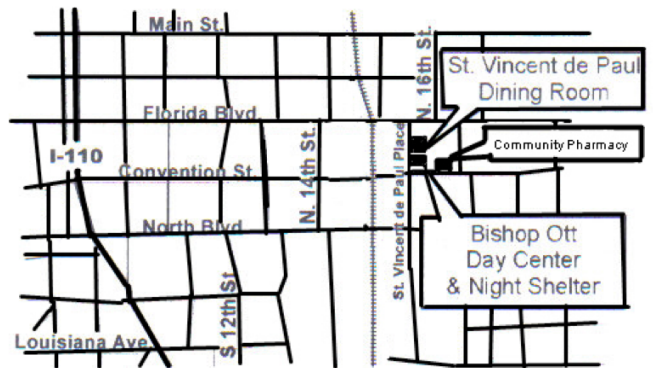 Main St.
N. 16th St.
St. Vincent de Paul
Dining Room
Florida Blvd.
Community Pharmacy
I-110
Convention St.
N. 14th St.
St. Vincent de Paul Place
North Blvd.
Bishop Ott
Day Center
& Night Shelter
S 12th St
Louisiana Ave